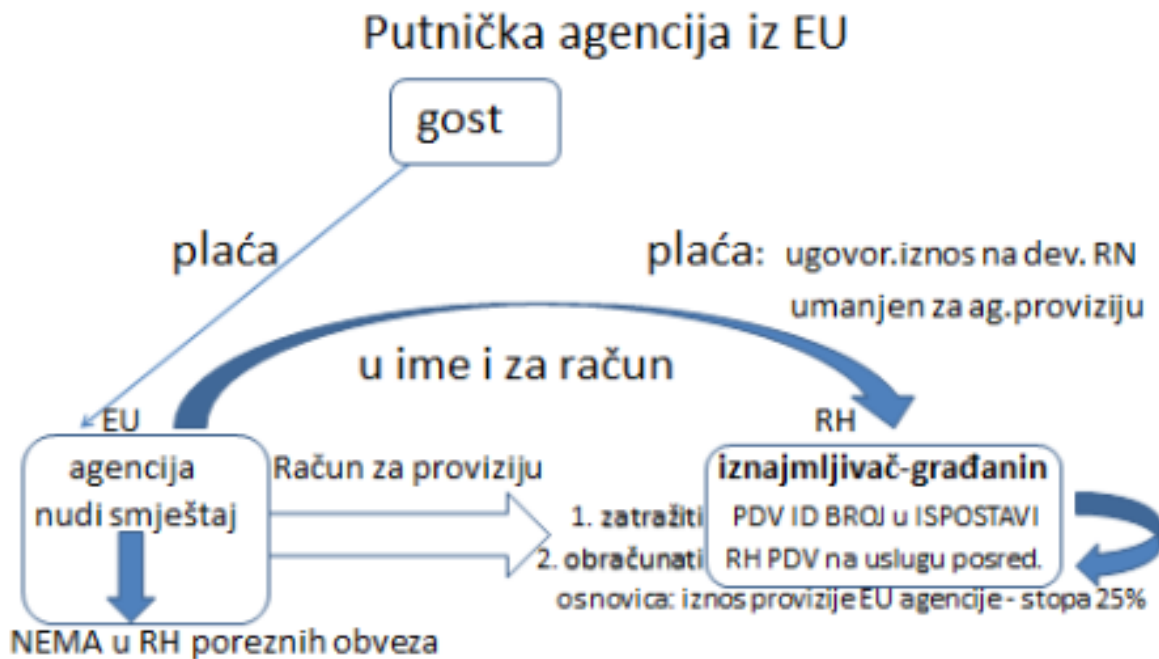 Putnička agencija iz EU
gost
plaća
plaća: ugovor.iznos na dev. RN
umanjen za ag.proviziju
u ime i za račun
EU
RH
agencija
nudi smještaj
Račun za proviziju
iznajmljivač-građanin
1. zatražiti PDV ID BROJ u ISPOSTAVI
2. obračunati RH PDV na uslugu posred.
osnovica: iznos provizije EU agencije - stopa 25%
NEMA u RH poreznih obveza